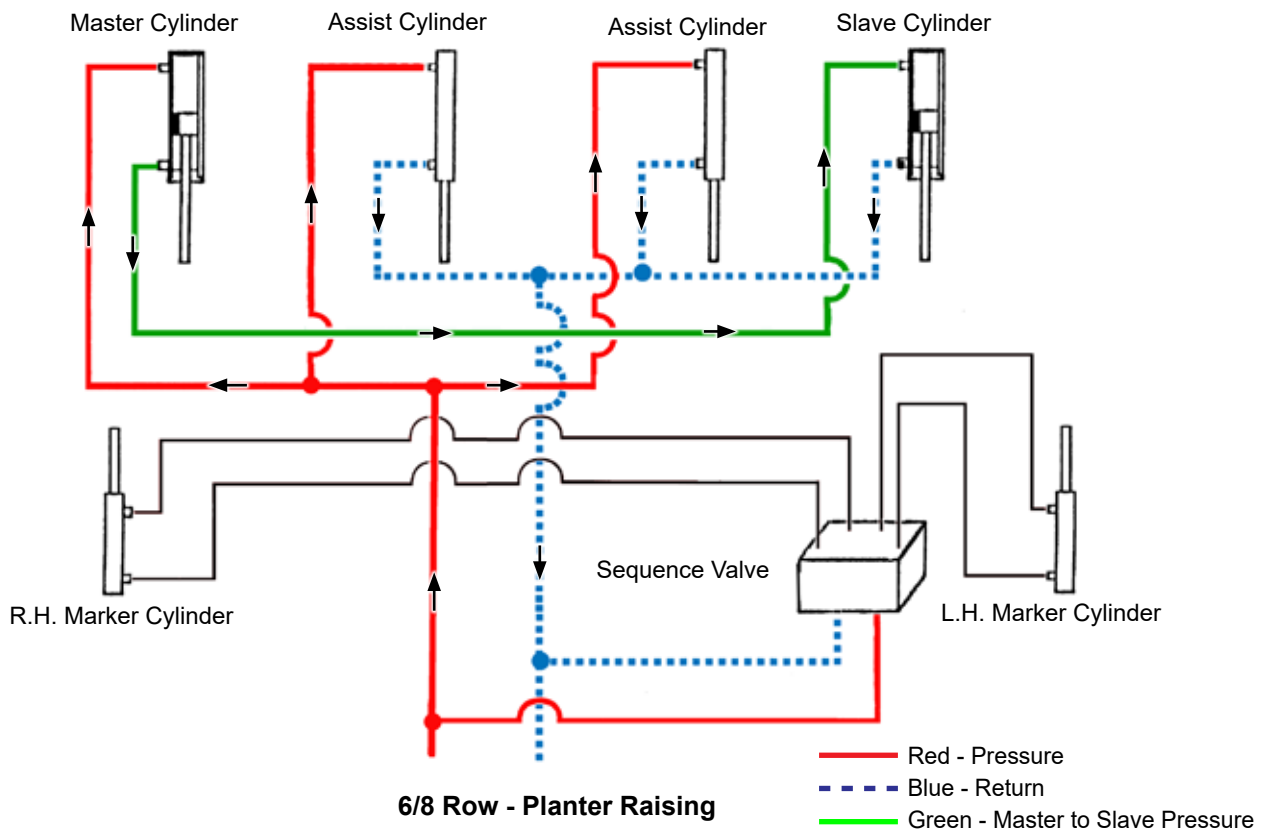 Master Cylinder
Assist Cylinder
Assist Cylinder
Slave Cylinder
Sequence Valve
R.H. Marker Cylinder
L.H. Marker Cylinder
Red - Pressure
Blue - Return
Green - Master to Slave Pressure
6/8 Row - Planter Raising